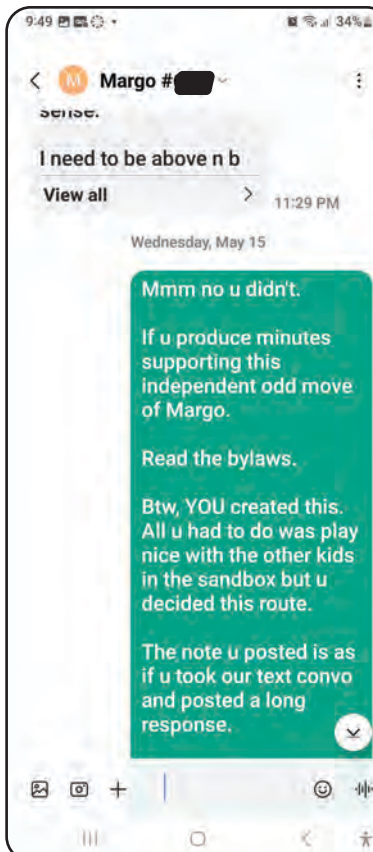 9:49
34%
Margo #
sense.
I need to be above n b
View all
11:29 PM
Wednesday, May 15
Mmm no u didn't.
If u produce minutes
supporting this
independent odd move
of Margo.
Read the bylaws.
Btw, YOU created this.
All u had to do was play
nice with the other kids
in the sandbox but u
decided this route.
The note u posted is as
if u took our text convo
and posted a long
response.